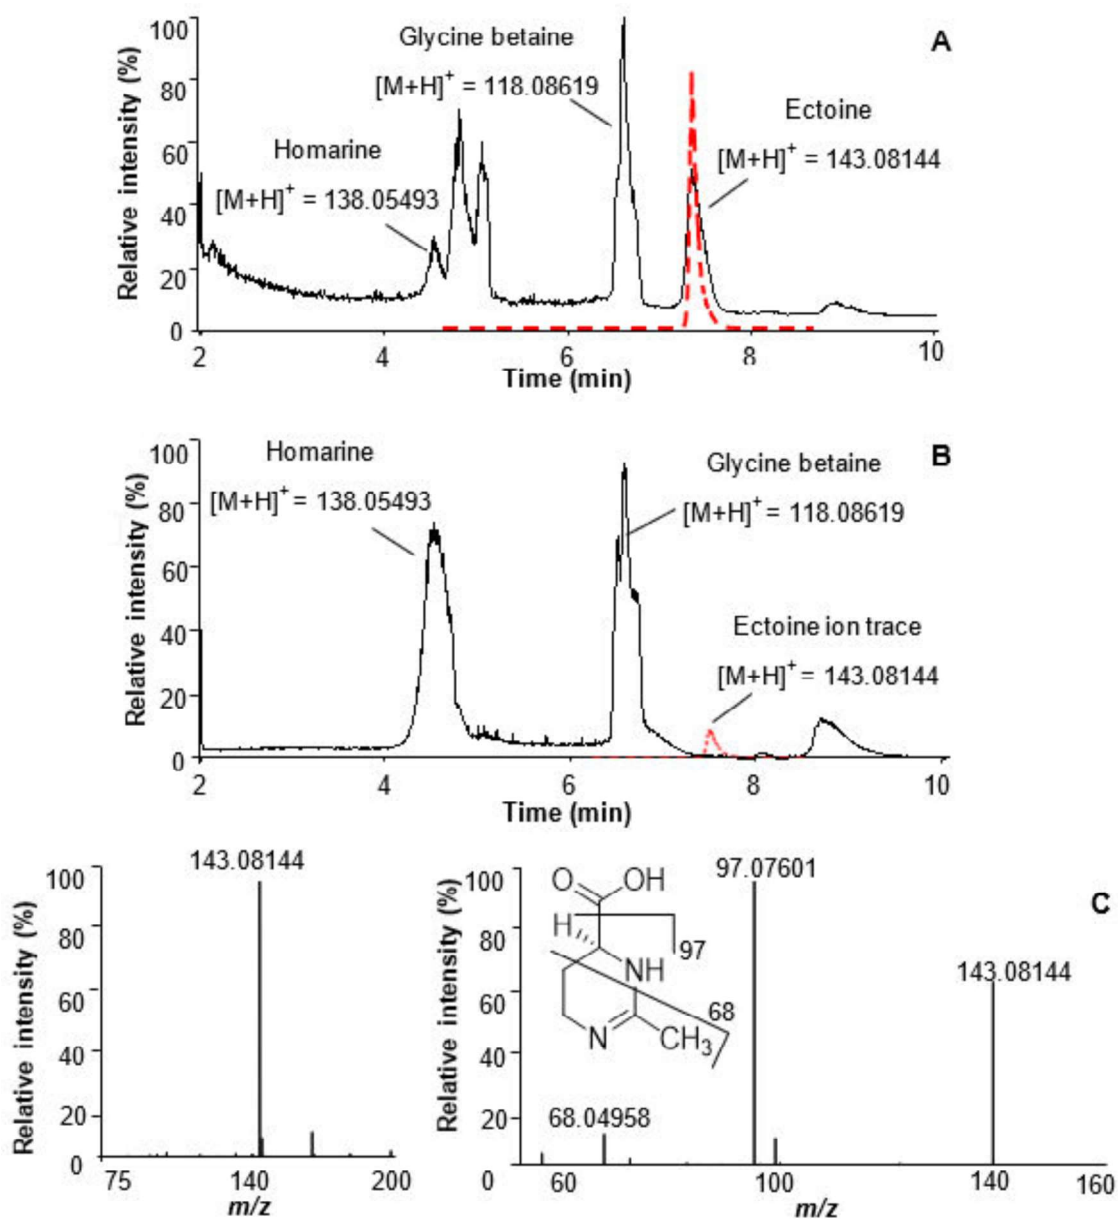 A
Relative intensity (%)
100
80
60
40
20
0
Glycine betaine
[M+H]+ = 118.08619
Homarine
[M+H]+ = 138.05493
Ectoine
[M+H]+ = 143.08144
2 4 6 8 10
Time (min)
B
Relative intensity (%)
100
80
60
40
20
0
Homarine
[M+H]+ = 138.05493
Glycine betaine
[M+H]+ = 118.08619
Ectoine ion trace
[M+H]+ = 143.08144
2 4 6 8 10
Time (min)
Relative intensity (%)
100
80
60
40
20
0
143.08144
75 140 200
m/z
C
Relative intensity (%)
100
80
60
40
20
0 60 100 140 160
97.07601
143.08144
68.04958
O OH
H
97
NH
68
N CH3
m/z